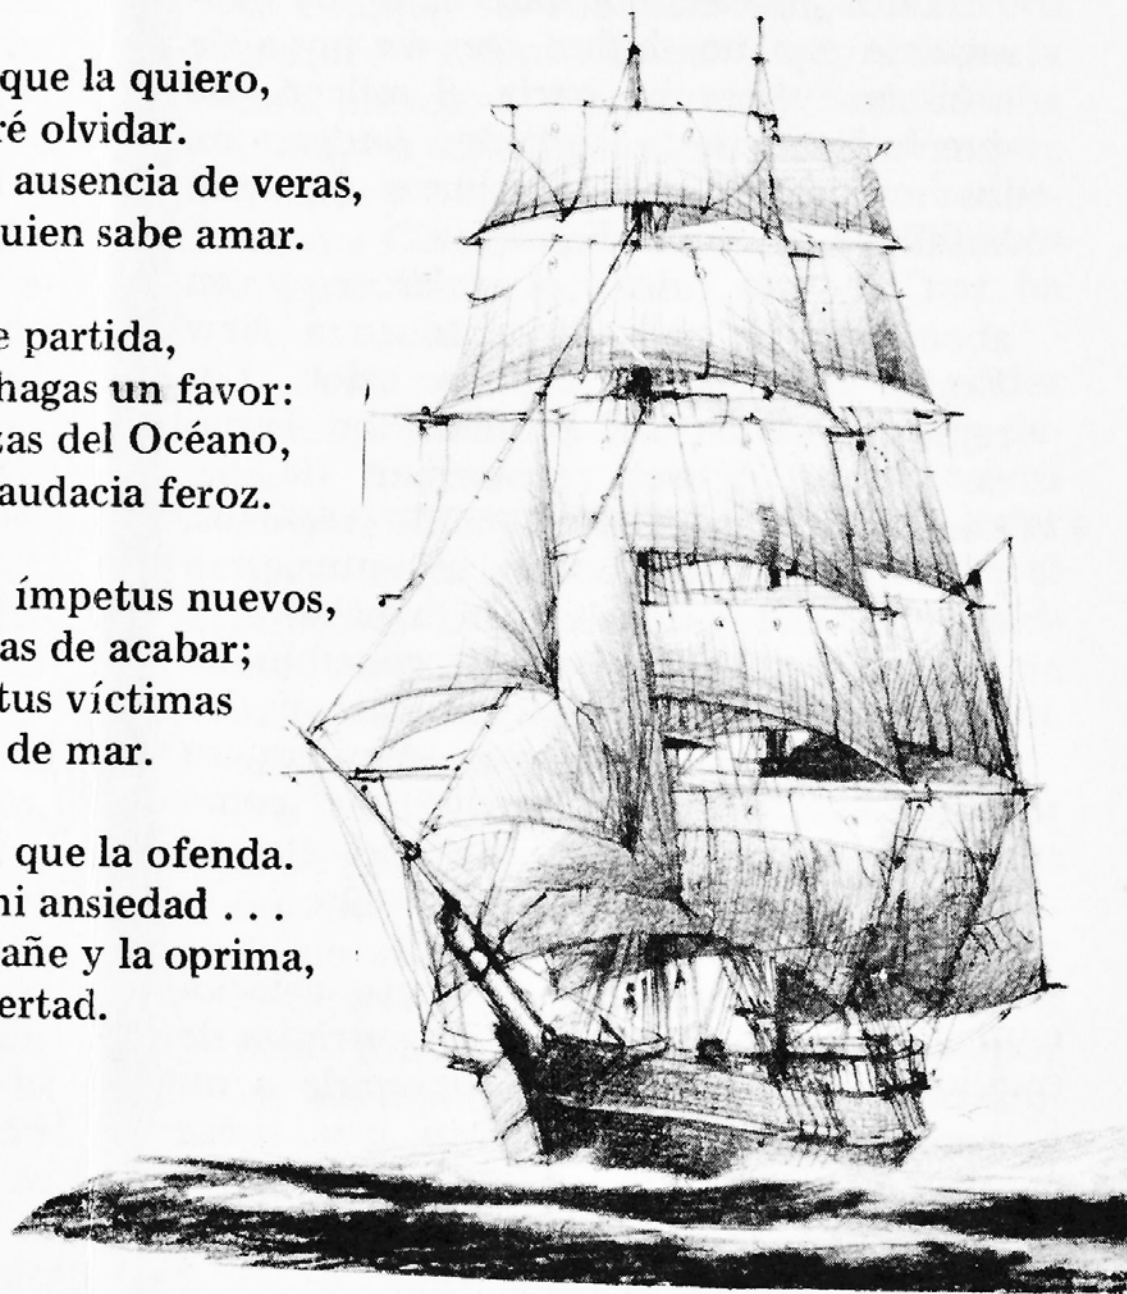 que la quiero,
ré olvidar.
ausencia de veras,
uien sabe amar.
e partida,
hagas un favor:
zas del Océano,
audacia feroz.
ímpetus nuevos,
as de acabar;
tus víctimas
de mar.
que la ofenda.
ni ansiedad . . .
añe y la oprima,
ertad.